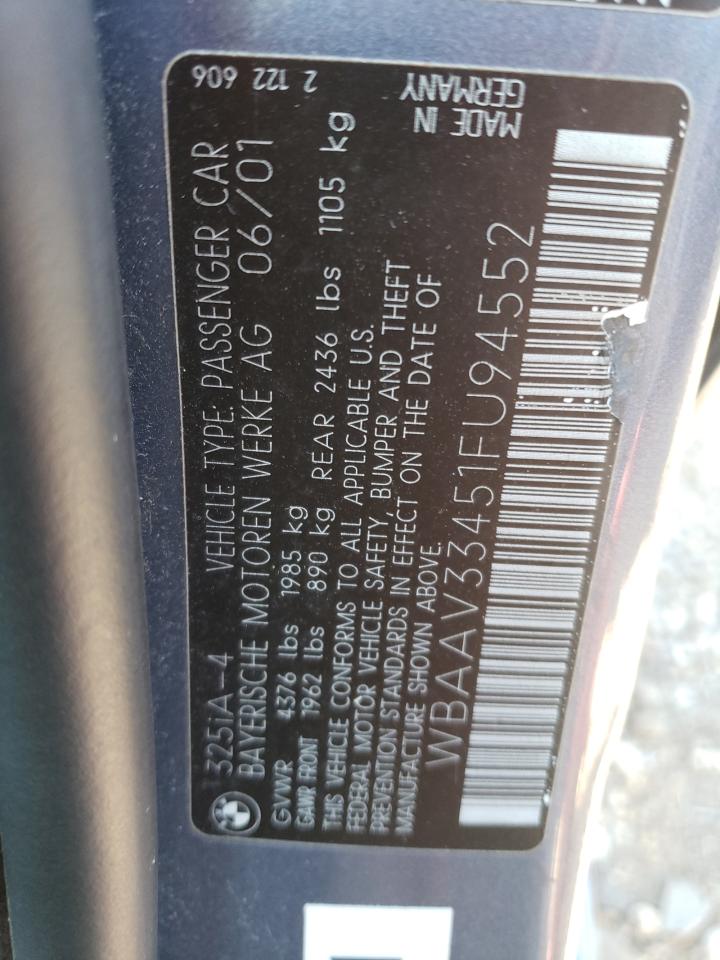 325iA-4 VEHICLE TYPE: PASSENGER CAR
BAYERISCHE MOTOREN WERKE AG 06/01
GVWR 4376 lbs 1985 kg
GAWR FRONT 1962 lbs 890 kg REAR 2436 lbs 1105 kg
THIS VEHICLE CONFORMS TO ALL APPLICABLE U.S.
FEDERAL MOTOR VEHICLE SAFETY, BUMPER AND THEFT
PREVENTION STANDARDS IN EFFECT ON THE DATE OF
MANUFACTURE SHOWN ABOVE.
WBAAV33451FU94552
2 122 606
MADE IN
GERMANY